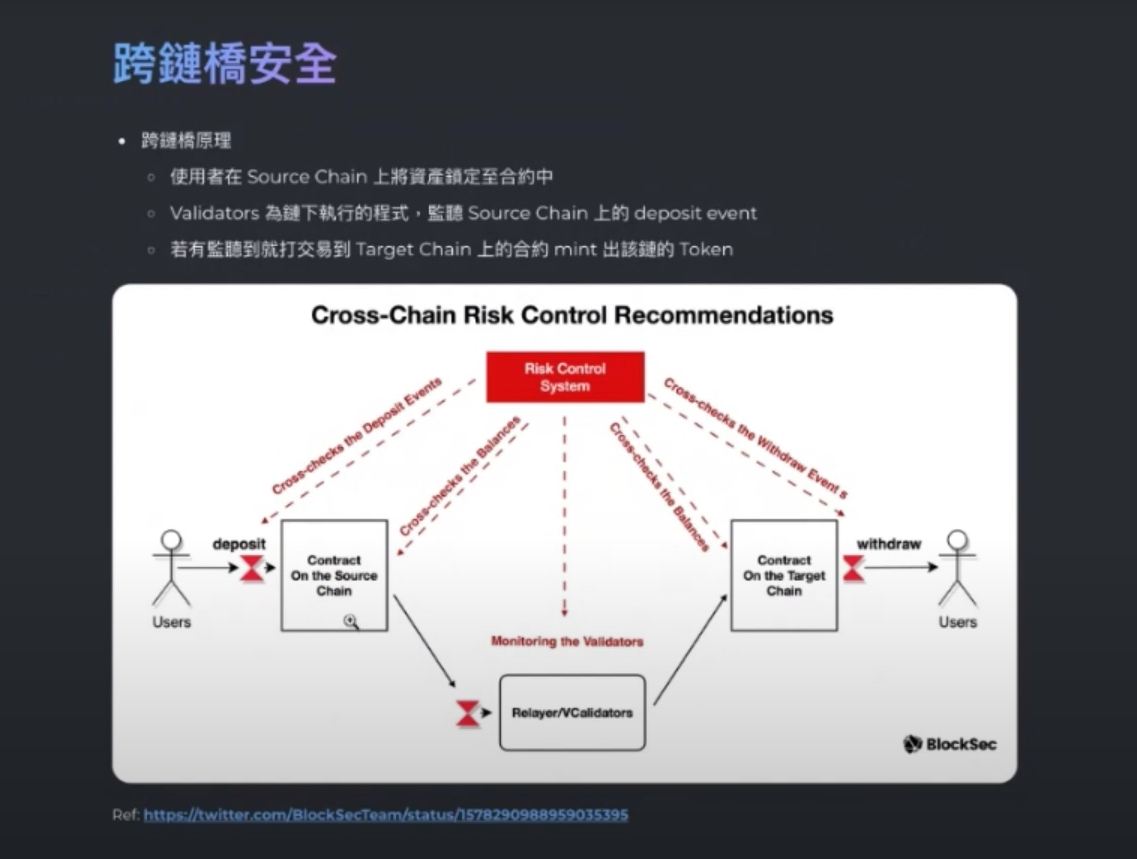 跨鏈橋安全
跨鏈橋原理
使用者在 Source Chain 上將資產鎖定至合約中
Validators 為鏈下執行的程式，監聽 Source Chain 上的 deposit event
若有監聽到就打交易到 Target Chain 上的合約 mint 出該鏈的 Token
Cross-Chain Risk Control Recommendations
Risk Control
System
Cross-checks the Deposit Events
Cross-checks the Balances
Cross-checks the Balances
Cross-checks the Withdraw Event s
deposit
Contract
On the Source
Chain
Users
Contract
On the Target
Chain
withdraw
Users
Monitoring the Validators
Relayer/VCalidators
BlockSec
Ref: https://twitter.com/BlockSecTeam/status/1578290988959035395